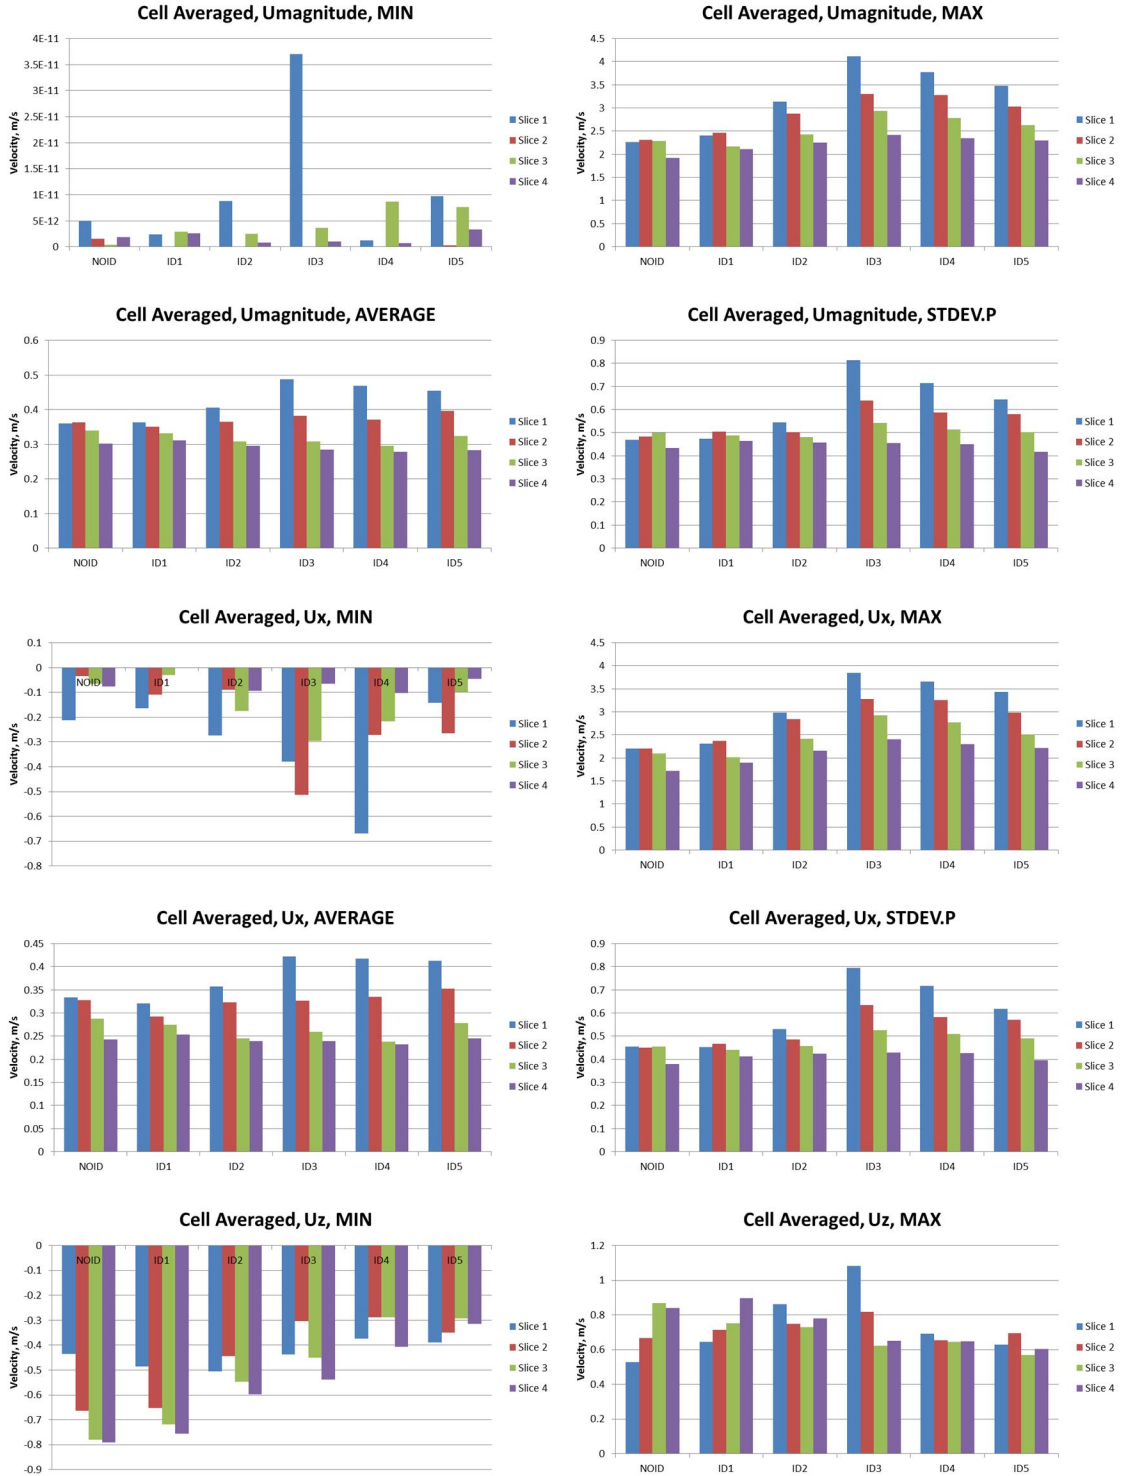 Cell Averaged, Umagnitude, MIN
Velocity, m/s
4E-11
3.5E-11
3E-11
2.5E-11
2E-11
1.5E-11
1E-11
5E-12
0
NOID ID1 ID2 ID3 ID4 ID5
Slice 1
Slice 2
Slice 3
Slice 4
Cell Averaged, Umagnitude, MAX
Velocity, m/s
4.5
4
3.5
3
2.5
2
1.5
1
0.5
0
NOID ID1 ID2 ID3 ID4 ID5
Slice 1
Slice 2
Slice 3
Slice 4
Cell Averaged, Umagnitude, AVERAGE
Velocity, m/s
0.6
0.5
0.4
0.3
0.2
0.1
0
NOID ID1 ID2 ID3 ID4 ID5
Slice 1
Slice 2
Slice 3
Slice 4
Cell Averaged, Umagnitude, STDEV.P
Velocity, m/s
0.9
0.8
0.7
0.6
0.5
0.4
0.3
0.2
0.1
0
NOID ID1 ID2 ID3 ID4 ID5
Slice 1
Slice 2
Slice 3
Slice 4
Cell Averaged, Ux, MIN
Velocity, m/s
0.1
0
-0.1
-0.2
-0.3
-0.4
-0.5
-0.6
-0.7
-0.8
NOID ID1 ID2 ID3 ID4 ID5
Slice 1
Slice 2
Slice 3
Slice 4
Cell Averaged, Ux, MAX
Velocity, m/s
4.5
4
3.5
3
2.5
2
1.5
1
0.5
0
NOID ID1 ID2 ID3 ID4 ID5
Slice 1
Slice 2
Slice 3
Slice 4
Cell Averaged, Ux, AVERAGE
Velocity, m/s
0.45
0.4
0.35
0.3
0.25
0.2
0.15
0.1
0.05
0
NOID ID1 ID2 ID3 ID4 ID5
Slice 1
Slice 2
Slice 3
Slice 4
Cell Averaged, Ux, STDEV.P
Velocity, m/s
0.9
0.8
0.7
0.6
0.5
0.4
0.3
0.2
0.1
0
NOID ID1 ID2 ID3 ID4 ID5
Slice 1
Slice 2
Slice 3
Slice 4
Cell Averaged, Uz, MIN
Velocity, m/s
0
-0.1
-0.2
-0.3
-0.4
-0.5
-0.6
-0.7
-0.8
-0.9
NOID ID1 ID2 ID3 ID4 ID5
Slice 1
Slice 2
Slice 3
Slice 4
Cell Averaged, Uz, MAX
Velocity, m/s
1.2
1
0.8
0.6
0.4
0.2
0
NOID ID1 ID2 ID3 ID4 ID5
Slice 1
Slice 2
Slice 3
Slice 4